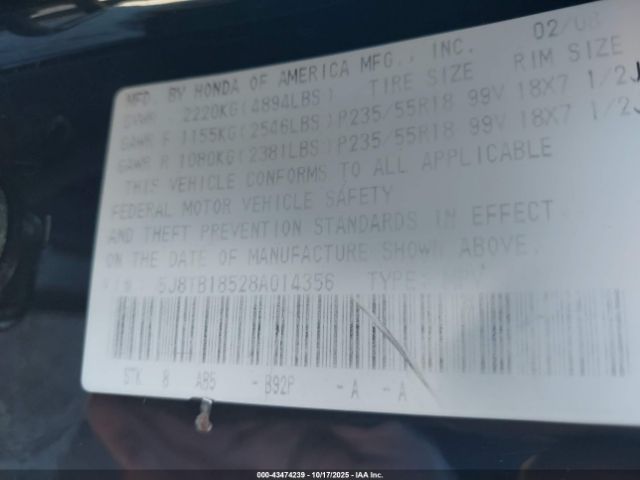 MFD. BY HONDA OF AMERICA MFG., INC. 02/08
GVWR 2220KG(4894LBS) TIRE SIZE RIM SIZE
GAWR F 1155KG(2546LBS) P235/55R18 99V 18X7 1/2J
GAWR R 1080KG(2381LBS) P235/55R18 99V 18X7 1/2J
THIS VEHICLE CONFORMS TO ALL APPLICABLE
FEDERAL MOTOR VEHICLE SAFETY
AND THEFT PREVENTION STANDARDS IN EFFECT
ON THE DATE OF MANUFACTURE SHOWN ABOVE.
5J8TB18528A014356 TYPE:
STK 8 AB5 -B92P -A -A
000-43474239 - 10/17/2025 - IAA Inc.